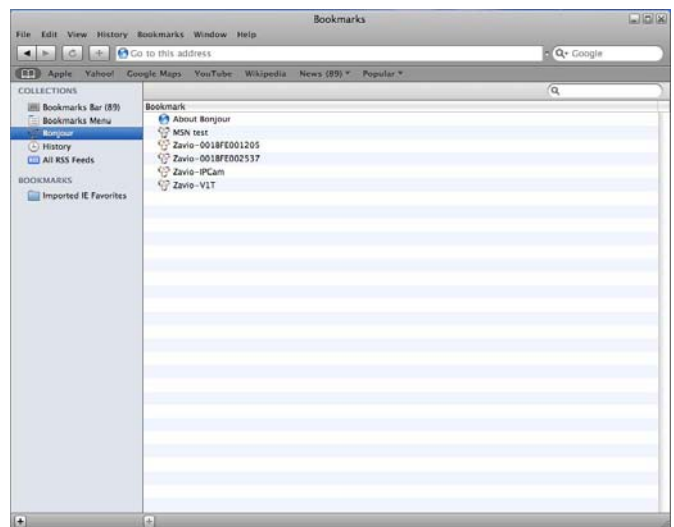 Bookmarks
File Edit View History Bookmarks Window Help
Go to this address
Google
Apple Yahoo! Google Maps YouTube Wikipedia News (89) Popular
COLLECTIONS
Bookmarks Bar (89)
Bookmarks Menu
Bonjour
History
All RSS Feeds
BOOKMARKS
Imported IE Favorites
Bookmark
About Bonjour
MSN test
Zavio-0018FE001205
Zavio-0018FE002537
Zavio-IPCam
Zavio-V1T